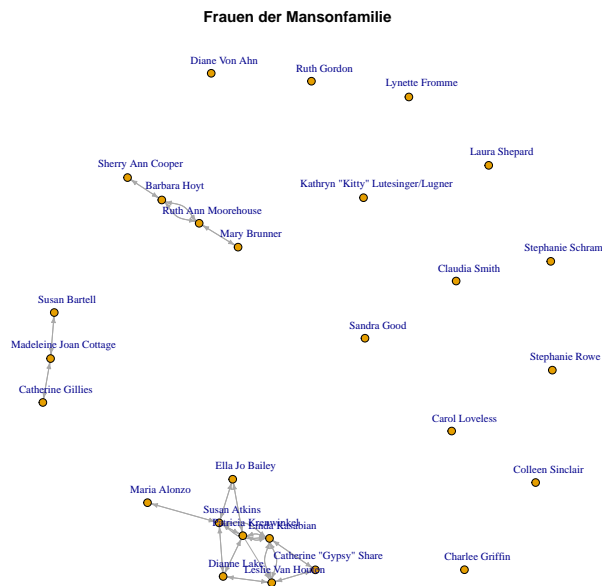 Frauen der Mansonfamilie
Diane Von Ahn
Ruth Gordon
Lynette Fromme
Laura Shepard
Sherry Ann Cooper
Barbara Hoyt
Kathryn "Kitty" Lutesinger/Lugner
Ruth Ann Moorehouse
Mary Brunner
Stephanie Schram
Claudia Smith
Susan Bartell
Sandra Good
Madeleine Joan Cottage
Stephanie Rowe
Catherine Gillies
Carol Loveless
Ella Jo Bailey
Colleen Sinclair
Maria Alonzo
Susan Atkins
Patricia Krenwinkel
Linda Kasabian
Catherine "Gypsy" Share
Charlee Griffin
Dianne Lake
Leslie Van Houten